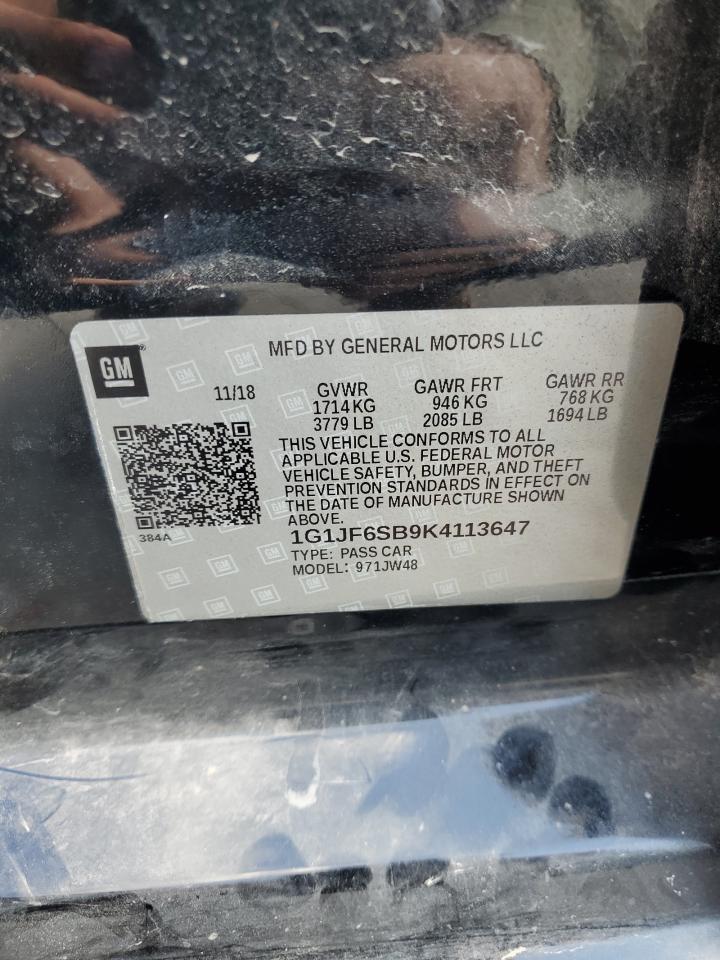 GM
MFD BY GENERAL MOTORS LLC
11/18
GVWR GAWR FRT GAWR RR
1714 KG 946 KG 768 KG
3779 LB 2085 LB 1694 LB
THIS VEHICLE CONFORMS TO ALL
APPLICABLE U.S. FEDERAL MOTOR
VEHICLE SAFETY, BUMPER, AND THEFT
PREVENTION STANDARDS IN EFFECT ON
THE DATE OF MANUFACTURE SHOWN
ABOVE.
384A
1G1JF6SB9K4113647
TYPE: PASS CAR
MODEL: 971JW48